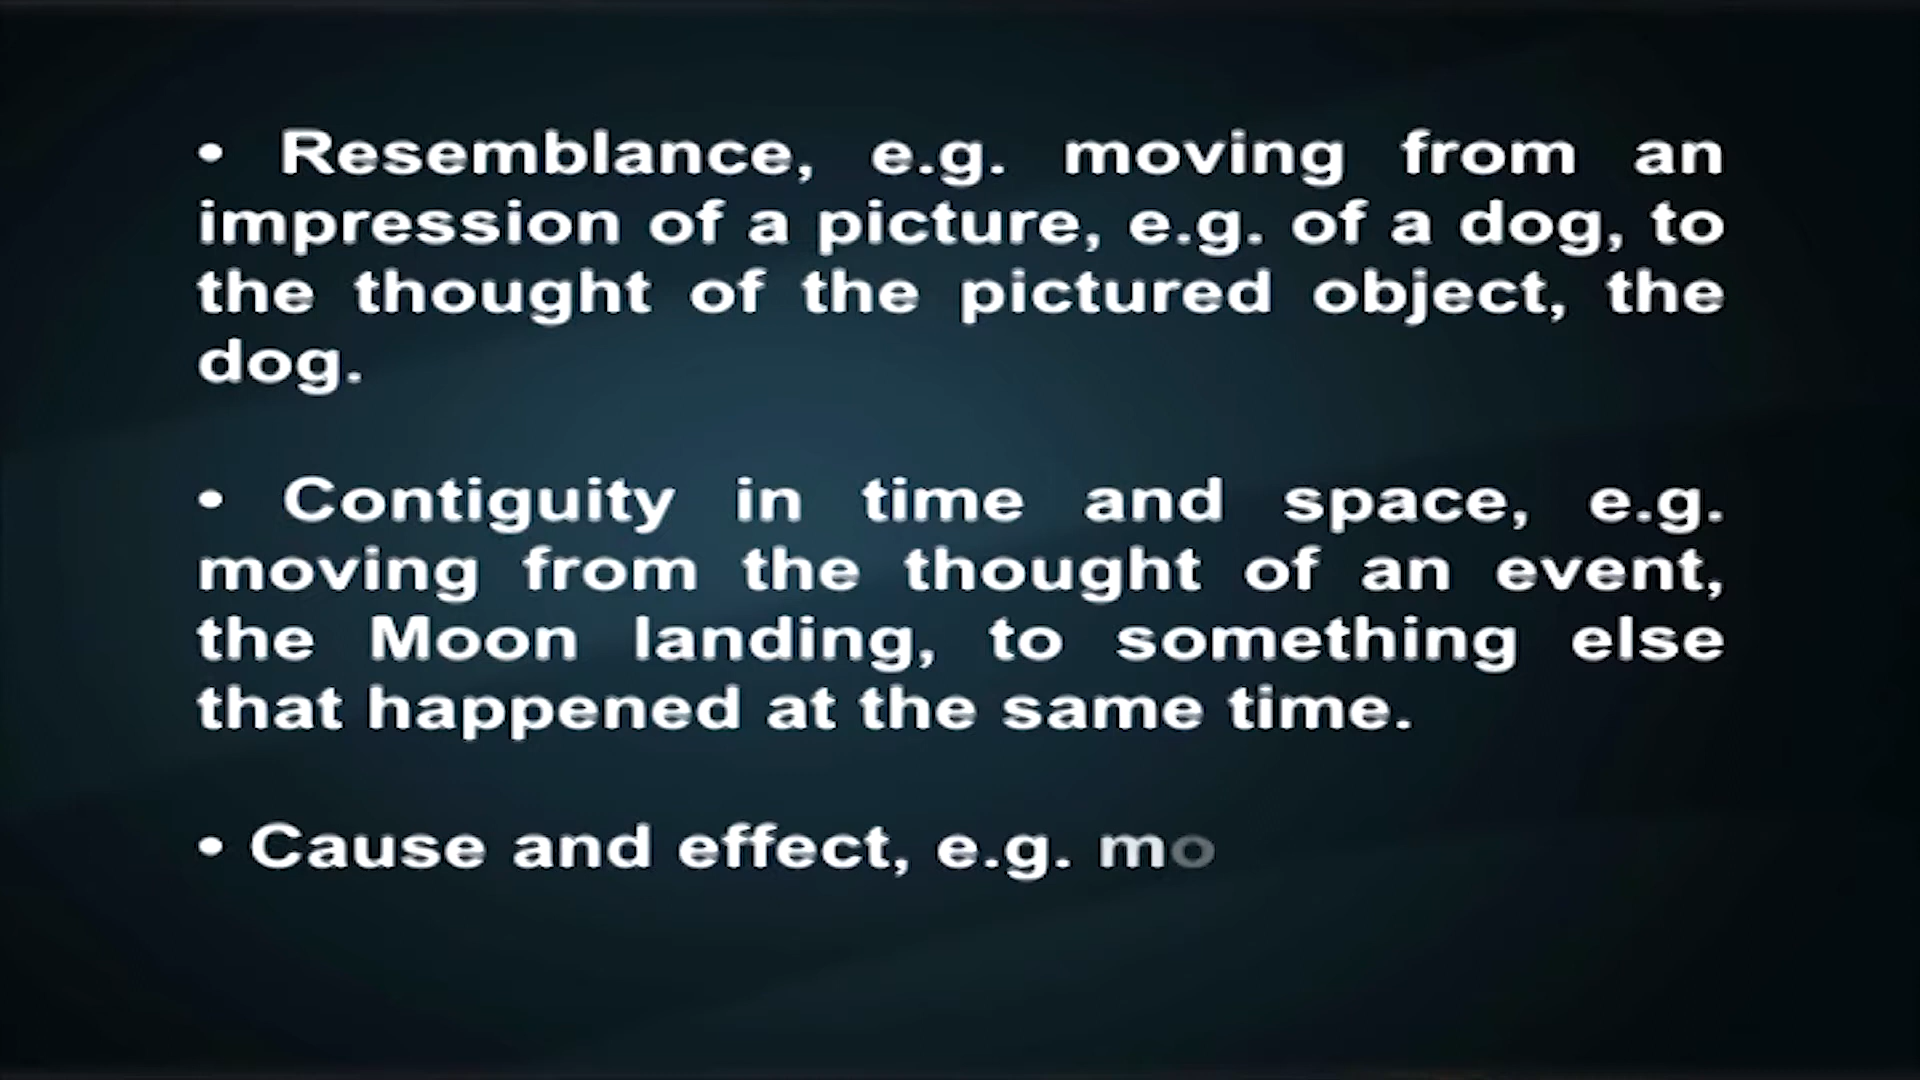 • Resemblance, e.g. moving from an
impression of a picture, e.g. of a dog, to
the thought of the pictured object, the
dog.
• Contiguity in time and space, e.g.
moving from the thought of an event,
the Moon landing, to something else
that happened at the same time.
• Cause and effect, e.g. mo